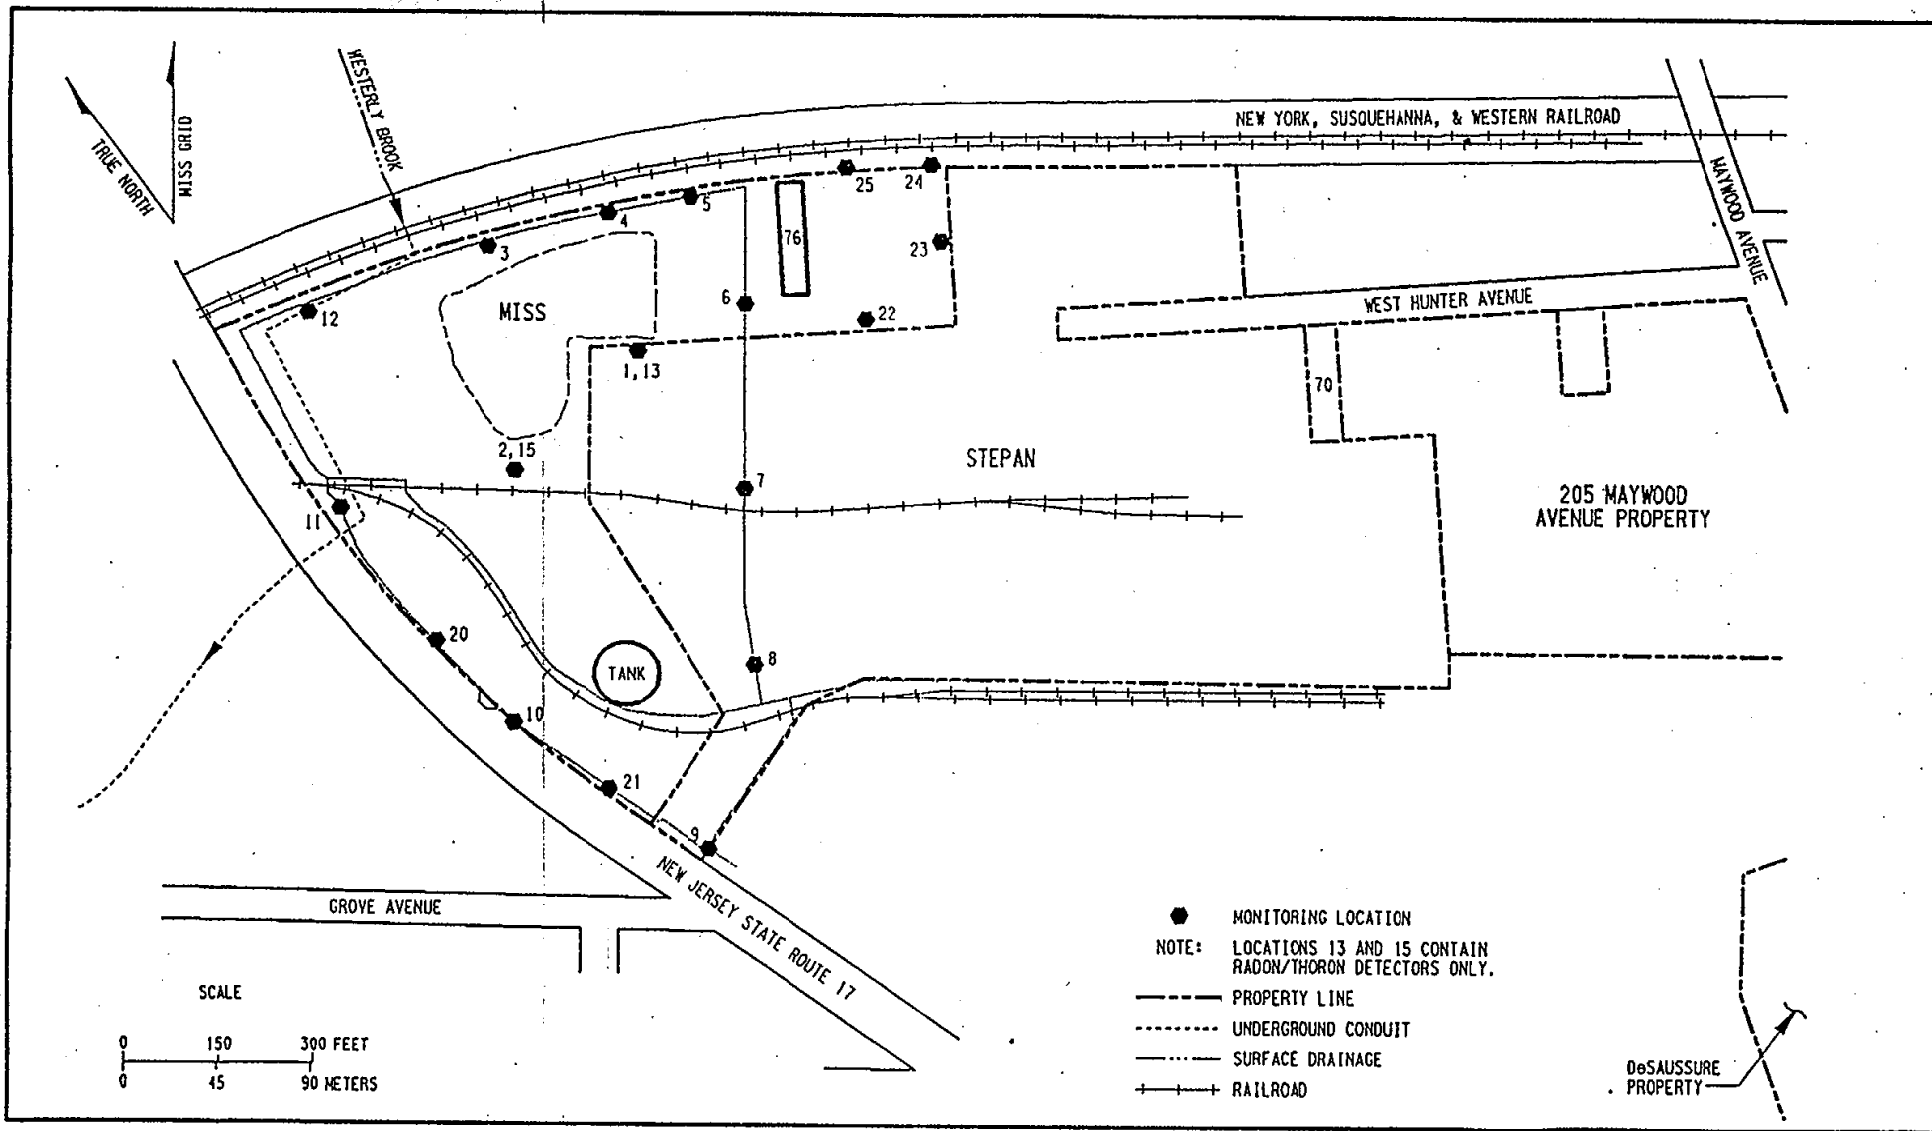 WESTERLY BROOK
TRUE NORTH
MISS GRID
NEW YORK, SUSQUEHANNA, & WESTERN RAILROAD
MAYWOOD AVENUE
25
24
5
4
76
3
23
6
22
12
MISS
WEST HUNTER AVENUE
1,13
70
2,15
STEPAN
7
205 MAYWOOD
AVENUE PROPERTY
11
20
8
TANK
10
21
9
NEW JERSEY STATE ROUTE 17
GROVE AVENUE
MONITORING LOCATION
NOTE: LOCATIONS 13 AND 15 CONTAIN
RADON/THORON DETECTORS ONLY.
PROPERTY LINE
UNDERGROUND CONDUIT
SURFACE DRAINAGE
RAILROAD
SCALE
0 150 300 FEET
0 45 90 METERS
DeSAUSSURE
PROPERTY